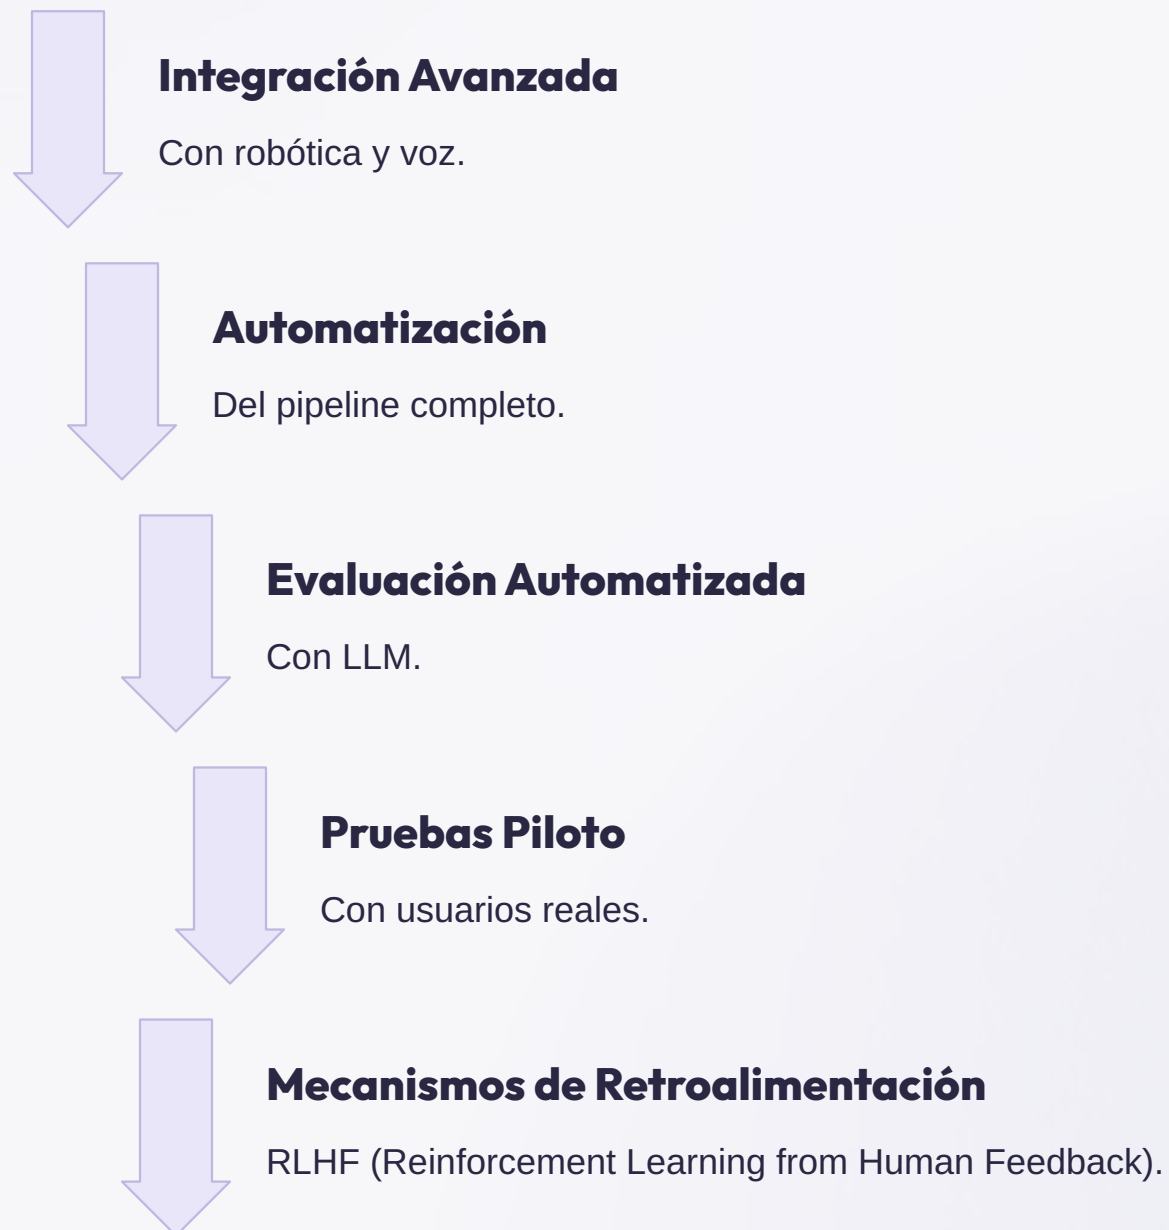 Integración Avanzada
Con robótica y voz.
Automatización
Del pipeline completo.
Evaluación Automatizada
Con LLM.
Pruebas Piloto
Con usuarios reales.
Mecanismos de Retroalimentación
RLHF (Reinforcement Learning from Human Feedback).